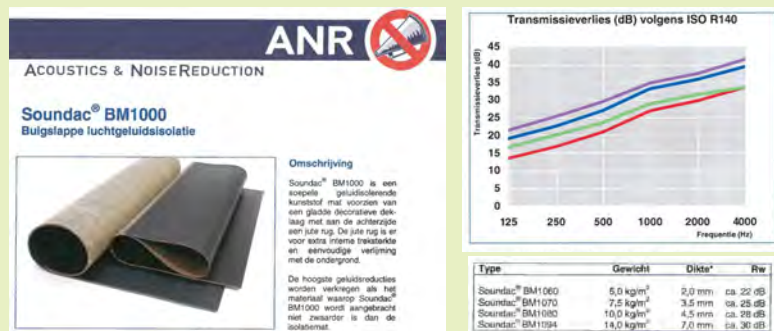 ANR
ACOUSTICS & NOISEREDUCTION
Soundac® BM1000
Buigslappe luchtgeluidsisolatie
Omschrijving
Soundac® BM1000 is een
soepele geluidisolerende
kunststof mat voorzien van
een gladde decoratieve dek-
laag met aan de achterzijde
een jute rug. De jute rug is er
voor extra interne treksterkte
en eenvoudige verlijming
met de ondergrond.
De hoogste geluidsreducties
worden verkregen als het
materiaal waarop Soundac®
BM1000 wordt aangebracht
niet zwaarder is dan de
isolatiemat.
Transmissieverlies (dB) volgens ISO R140
Transmissieverlies (dB)
45
40
35
30
25
20
15
10
5
0
125 250 500 1000 2000 4000
Frequentie (Hz)
Type Gewicht Dikte* Rw
Soundac® BM1060 5,0 kg/m² 2,0 mm ca. 22 dB
Soundac® BM1070 7,5 kg/m² 3,5 mm ca. 25 dB
Soundac® BM1080 10,0 kg/m² 4,5 mm ca. 28 dB
Soundac® BM1094 14,0 kg/m² 7,0 mm ca. 30 dB